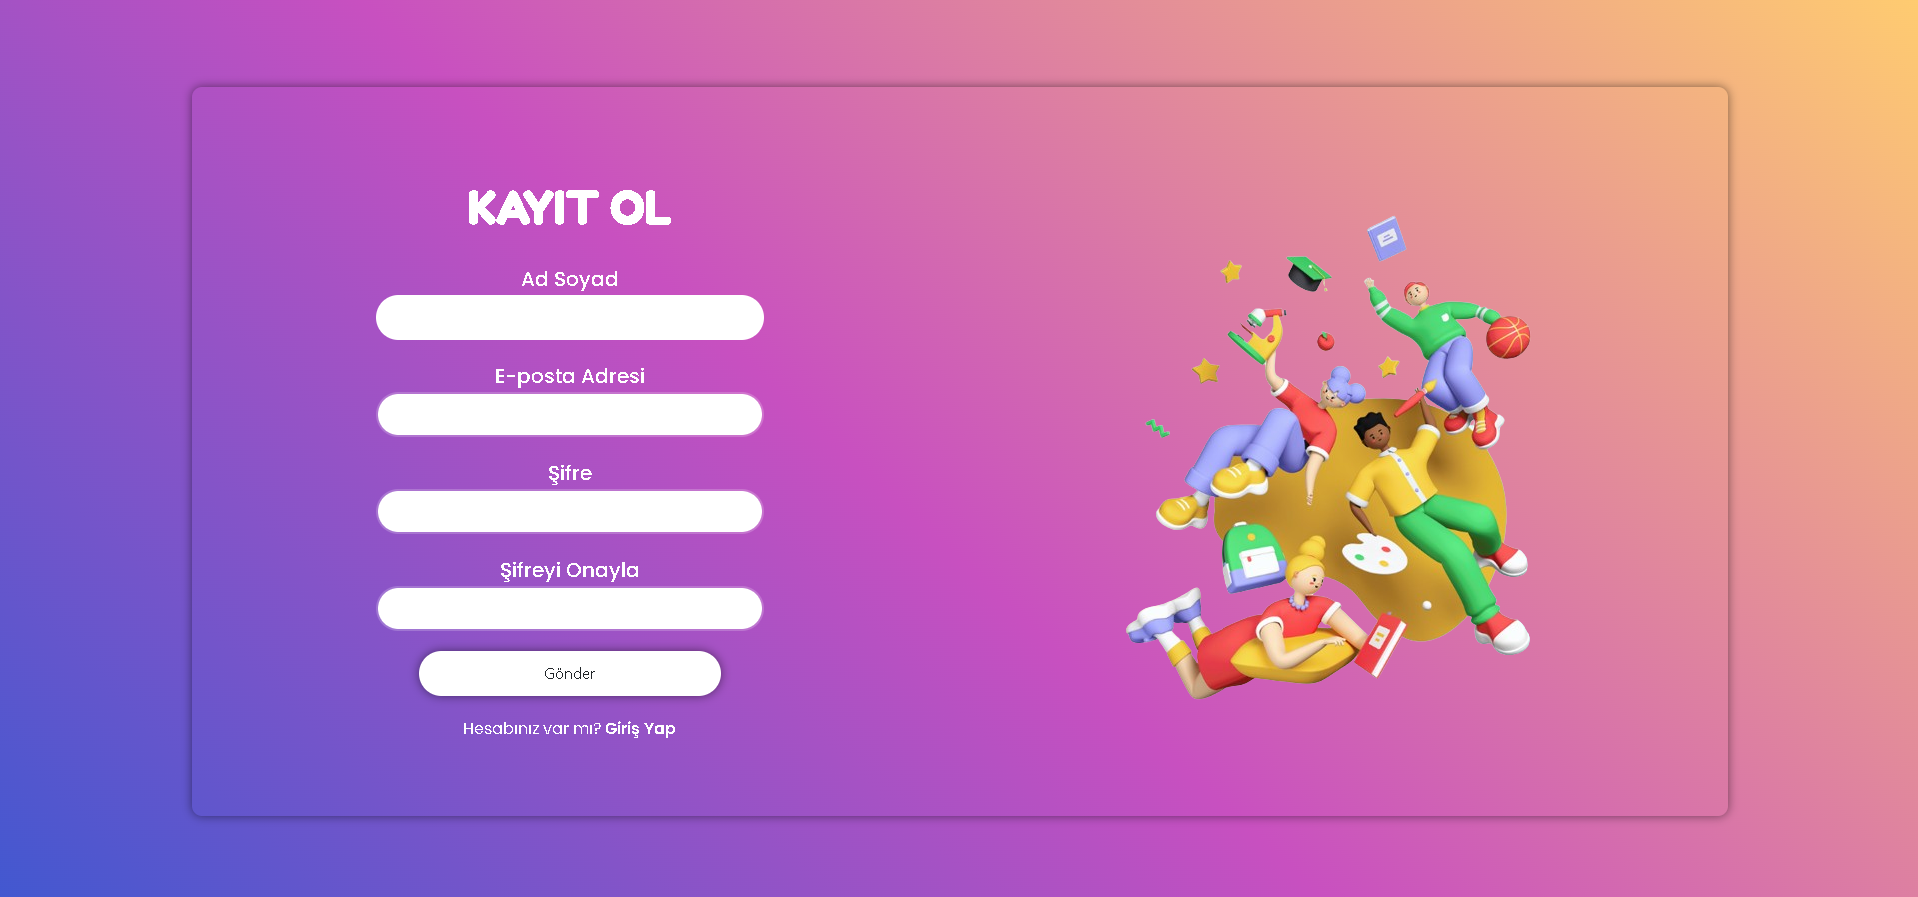 KAYIT OL
Ad Soyad
E-posta Adresi
Şifre
Şifreyi Onayla
Gönder
Hesabınız var mı? Giriş Yap